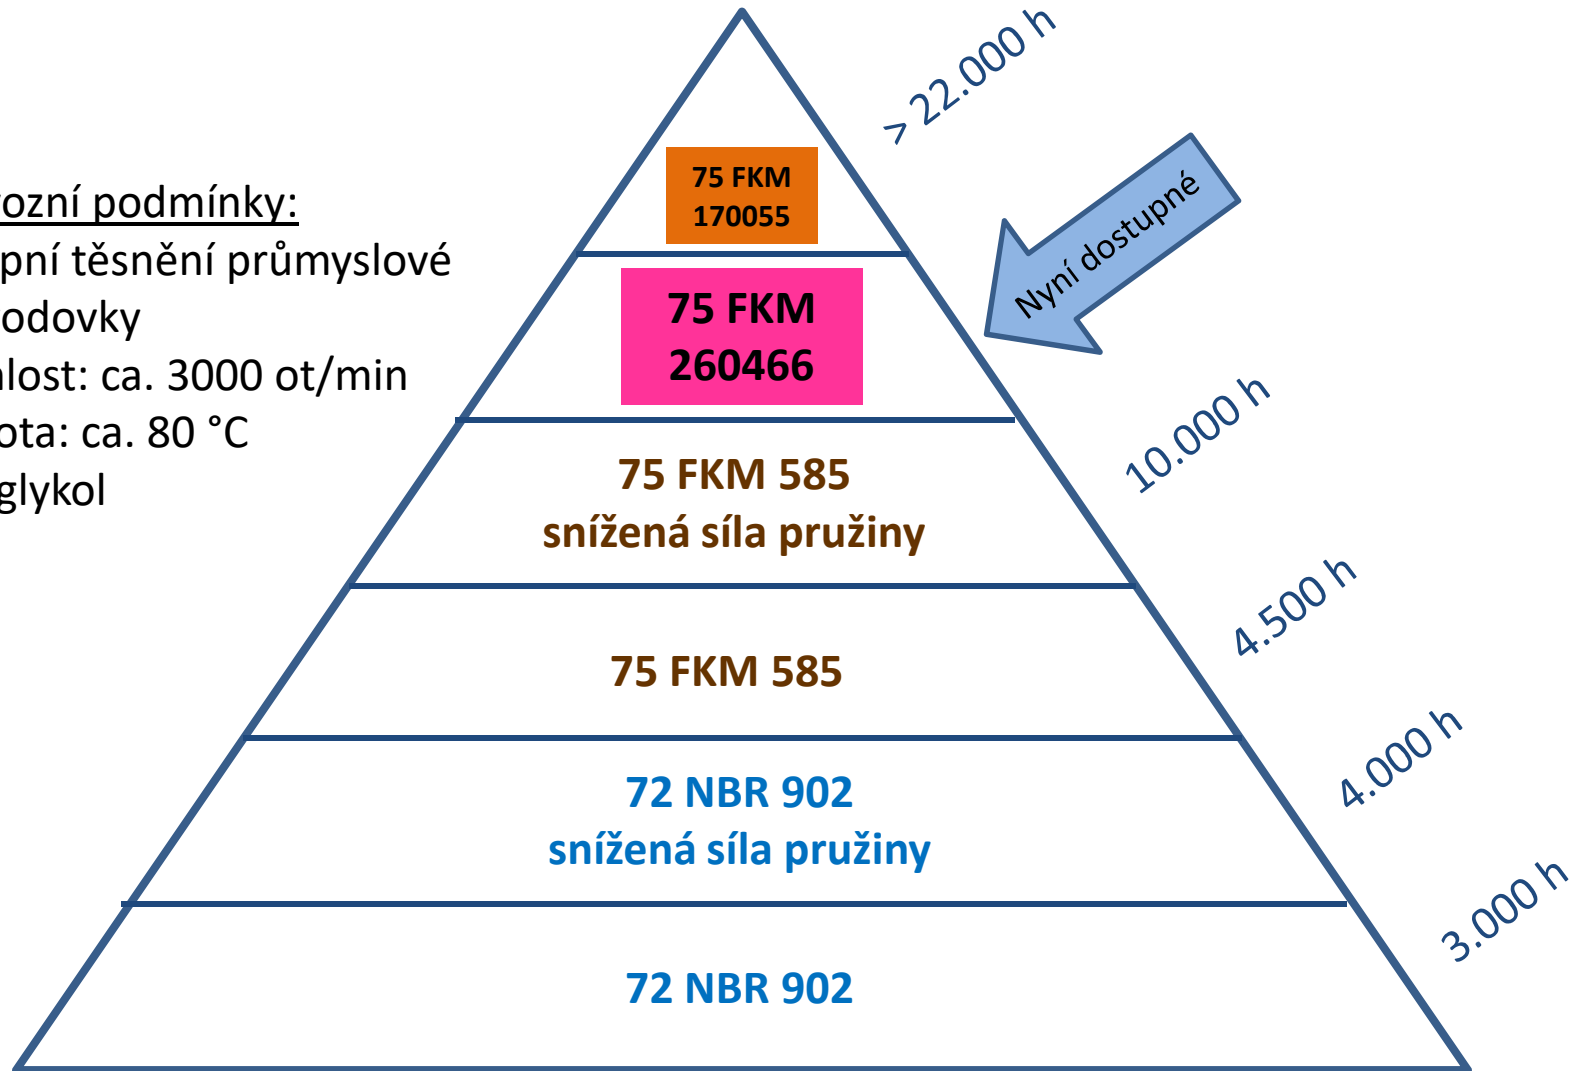 > 22.000 h
75 FKM
170055
vozní podmínky:
pní těsnění průmyslové
odovky
lost: ca. 3000 ot/min
ota: ca. 80 °C
glykol
Nyní dostupné
75 FKM
260466
10.000 h
75 FKM 585
snížená síla pružiny
4.500 h
75 FKM 585
4.000 h
72 NBR 902
snížená síla pružiny
3.000 h
72 NBR 902